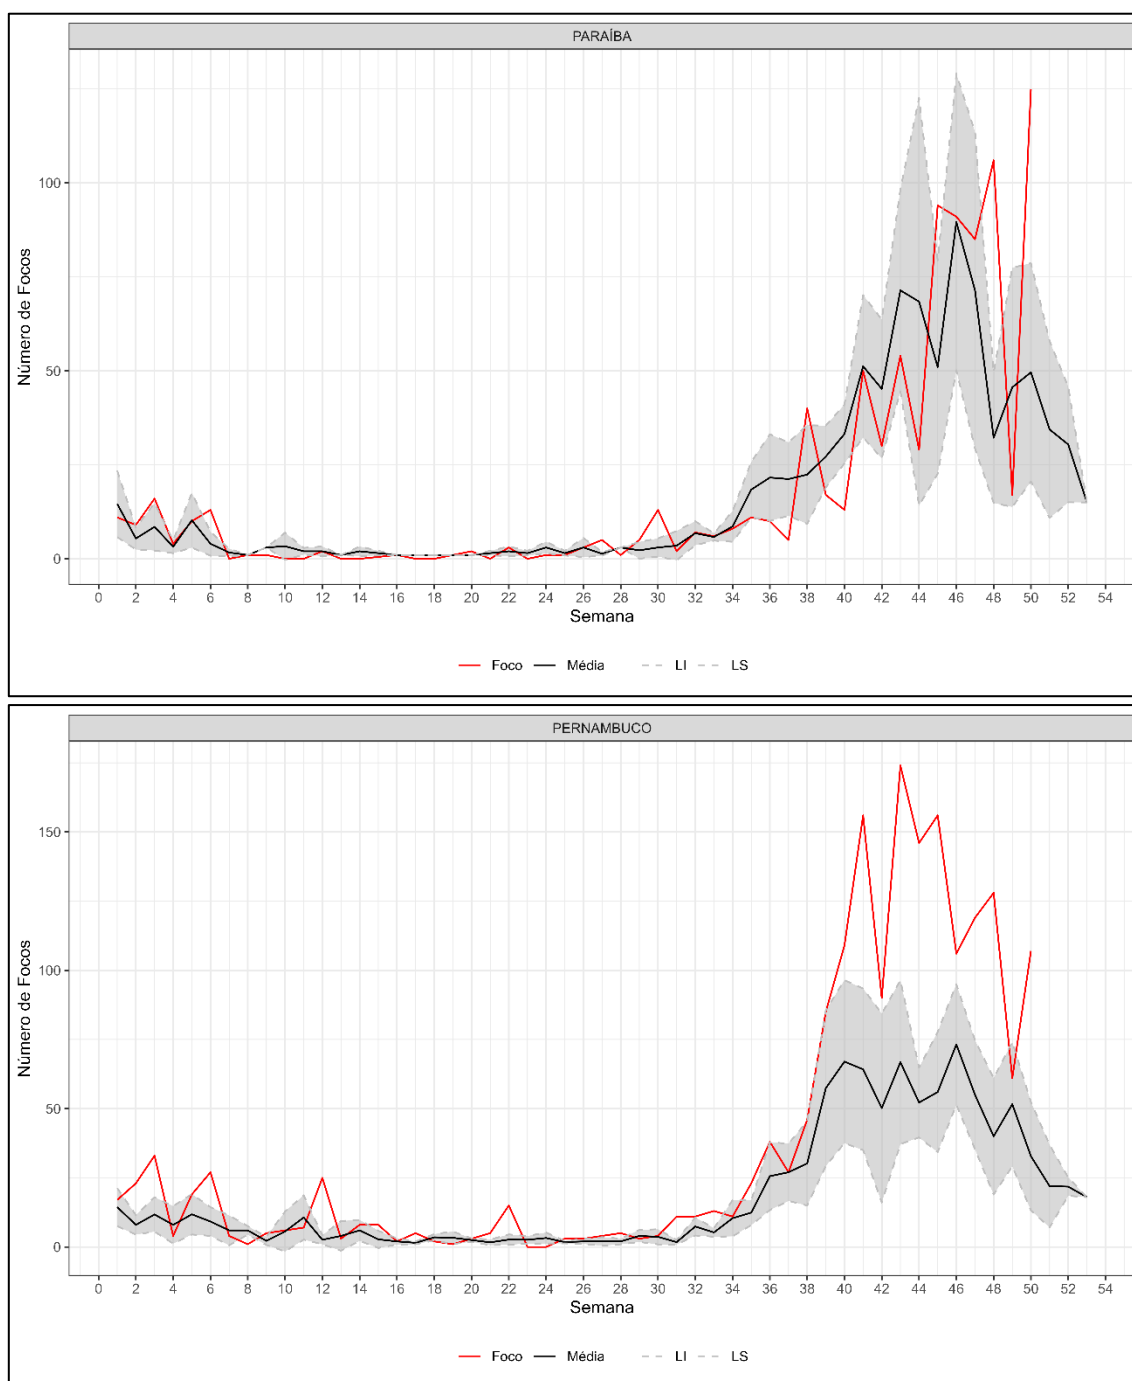 PARAÍBA
Número de Focos
100
50
0
0 2 4 6 8 10 12 14 16 18 20 22 24 26 28 30 32 34 36 38 40 42 44 46 48 50 52 54
Semana
Foco Média LI LS
PERNAMBUCO
Número de Focos
150
100
50
0
0 2 4 6 8 10 12 14 16 18 20 22 24 26 28 30 32 34 36 38 40 42 44 46 48 50 52 54
Semana
Foco Média LI LS